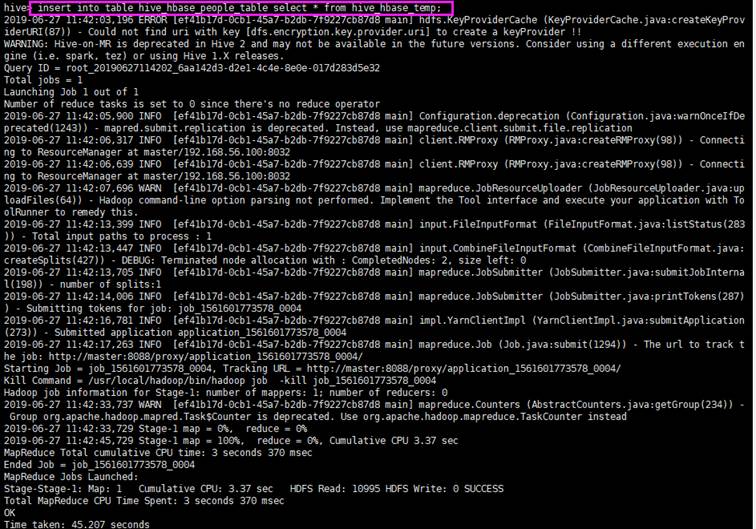 hive> insert into table hive_hbase_people_table select * from hive_hbase_temp;
2019-06-27 11:42:03,196 ERROR [ef41b17d-0cb1-45a7-b2db-7f9227cb87d8 main] hdfs.KeyProviderCache (KeyProviderCache.java:createKeyProv
iderURI(87)) - Could not find uri with key [dfs.encryption.key.provider.uri] to create a keyProvider !!
WARNING: Hive-on-MR is deprecated in Hive 2 and may not be available in the future versions. Consider using a different execution en
gine (i.e. spark, tez) or using Hive 1.X releases.
Query ID = root_20190627114202_6aa142d3-d2e1-4c4e-8e0e-017d283d5e32
Total jobs = 1
Launching Job 1 out of 1
Number of reduce tasks is set to 0 since there's no reduce operator
2019-06-27 11:42:05,900 INFO  [ef41b17d-0cb1-45a7-b2db-7f9227cb87d8 main] Configuration.deprecation (Configuration.java:warnOnceIfDe
precated(1243)) - mapred.submit.replication is deprecated. Instead, use mapreduce.client.submit.file.replication
2019-06-27 11:42:06,317 INFO  [ef41b17d-0cb1-45a7-b2db-7f9227cb87d8 main] client.RMProxy (RMProxy.java:createRMProxy(98)) - Connecti
ng to ResourceManager at master/192.168.56.100:8032
2019-06-27 11:42:06,639 INFO  [ef41b17d-0cb1-45a7-b2db-7f9227cb87d8 main] client.RMProxy (RMProxy.java:createRMProxy(98)) - Connecti
ng to ResourceManager at master/192.168.56.100:8032
2019-06-27 11:42:07,696 WARN  [ef41b17d-0cb1-45a7-b2db-7f9227cb87d8 main] mapreduce.JobResourceUploader (JobResourceUploader.java:up
loadFiles(64)) - Hadoop command-line option parsing not performed. Implement the Tool interface and execute your application with To
olRunner to remedy this.
2019-06-27 11:42:13,399 INFO  [ef41b17d-0cb1-45a7-b2db-7f9227cb87d8 main] input.FileInputFormat (FileInputFormat.java:listStatus(283
)) - Total input paths to process : 1
2019-06-27 11:42:13,447 INFO  [ef41b17d-0cb1-45a7-b2db-7f9227cb87d8 main] input.CombineFileInputFormat (CombineFileInputFormat.java:
createSplits(427)) - DEBUG: Terminated node allocation with : CompletedNodes: 2, size left: 0
2019-06-27 11:42:13,705 INFO  [ef41b17d-0cb1-45a7-b2db-7f9227cb87d8 main] mapreduce.JobSubmitter (JobSubmitter.java:submitJobInterna
l(198)) - number of splits:1
2019-06-27 11:42:14,006 INFO  [ef41b17d-0cb1-45a7-b2db-7f9227cb87d8 main] mapreduce.JobSubmitter (JobSubmitter.java:printTokens(287)
) - Submitting tokens for job: job_1561601773578_0004
2019-06-27 11:42:16,781 INFO  [ef41b17d-0cb1-45a7-b2db-7f9227cb87d8 main] impl.YarnClientImpl (YarnClientImpl.java:submitApplication
(273)) - Submitted application application_1561601773578_0004
2019-06-27 11:42:17,263 INFO  [ef41b17d-0cb1-45a7-b2db-7f9227cb87d8 main] mapreduce.Job (Job.java:submit(1294)) - The url to track t
he job: http://master:8088/proxy/application_1561601773578_0004/
Starting Job = job_1561601773578_0004, Tracking URL = http://master:8088/proxy/application_1561601773578_0004/
Kill Command = /usr/local/hadoop/bin/hadoop job  -kill job_1561601773578_0004
Hadoop job information for Stage-1: number of mappers: 1; number of reducers: 0
2019-06-27 11:42:33,737 WARN  [ef41b17d-0cb1-45a7-b2db-7f9227cb87d8 main] mapreduce.Counters (AbstractCounters.java:getGroup(234)) -
 Group org.apache.hadoop.mapred.Task$Counter is deprecated. Use org.apache.hadoop.mapreduce.TaskCounter instead
2019-06-27 11:42:33,729 Stage-1 map = 0%,  reduce = 0%
2019-06-27 11:42:45,729 Stage-1 map = 100%,  reduce = 0%, Cumulative CPU 3.37 sec
MapReduce Total cumulative CPU time: 3 seconds 370 msec
Ended Job = job_1561601773578_0004
MapReduce Jobs Launched:
Stage-Stage-1: Map: 1   Cumulative CPU: 3.37 sec   HDFS Read: 10995 HDFS Write: 0 SUCCESS
Total MapReduce CPU Time Spent: 3 seconds 370 msec
OK
Time taken: 45.207 seconds